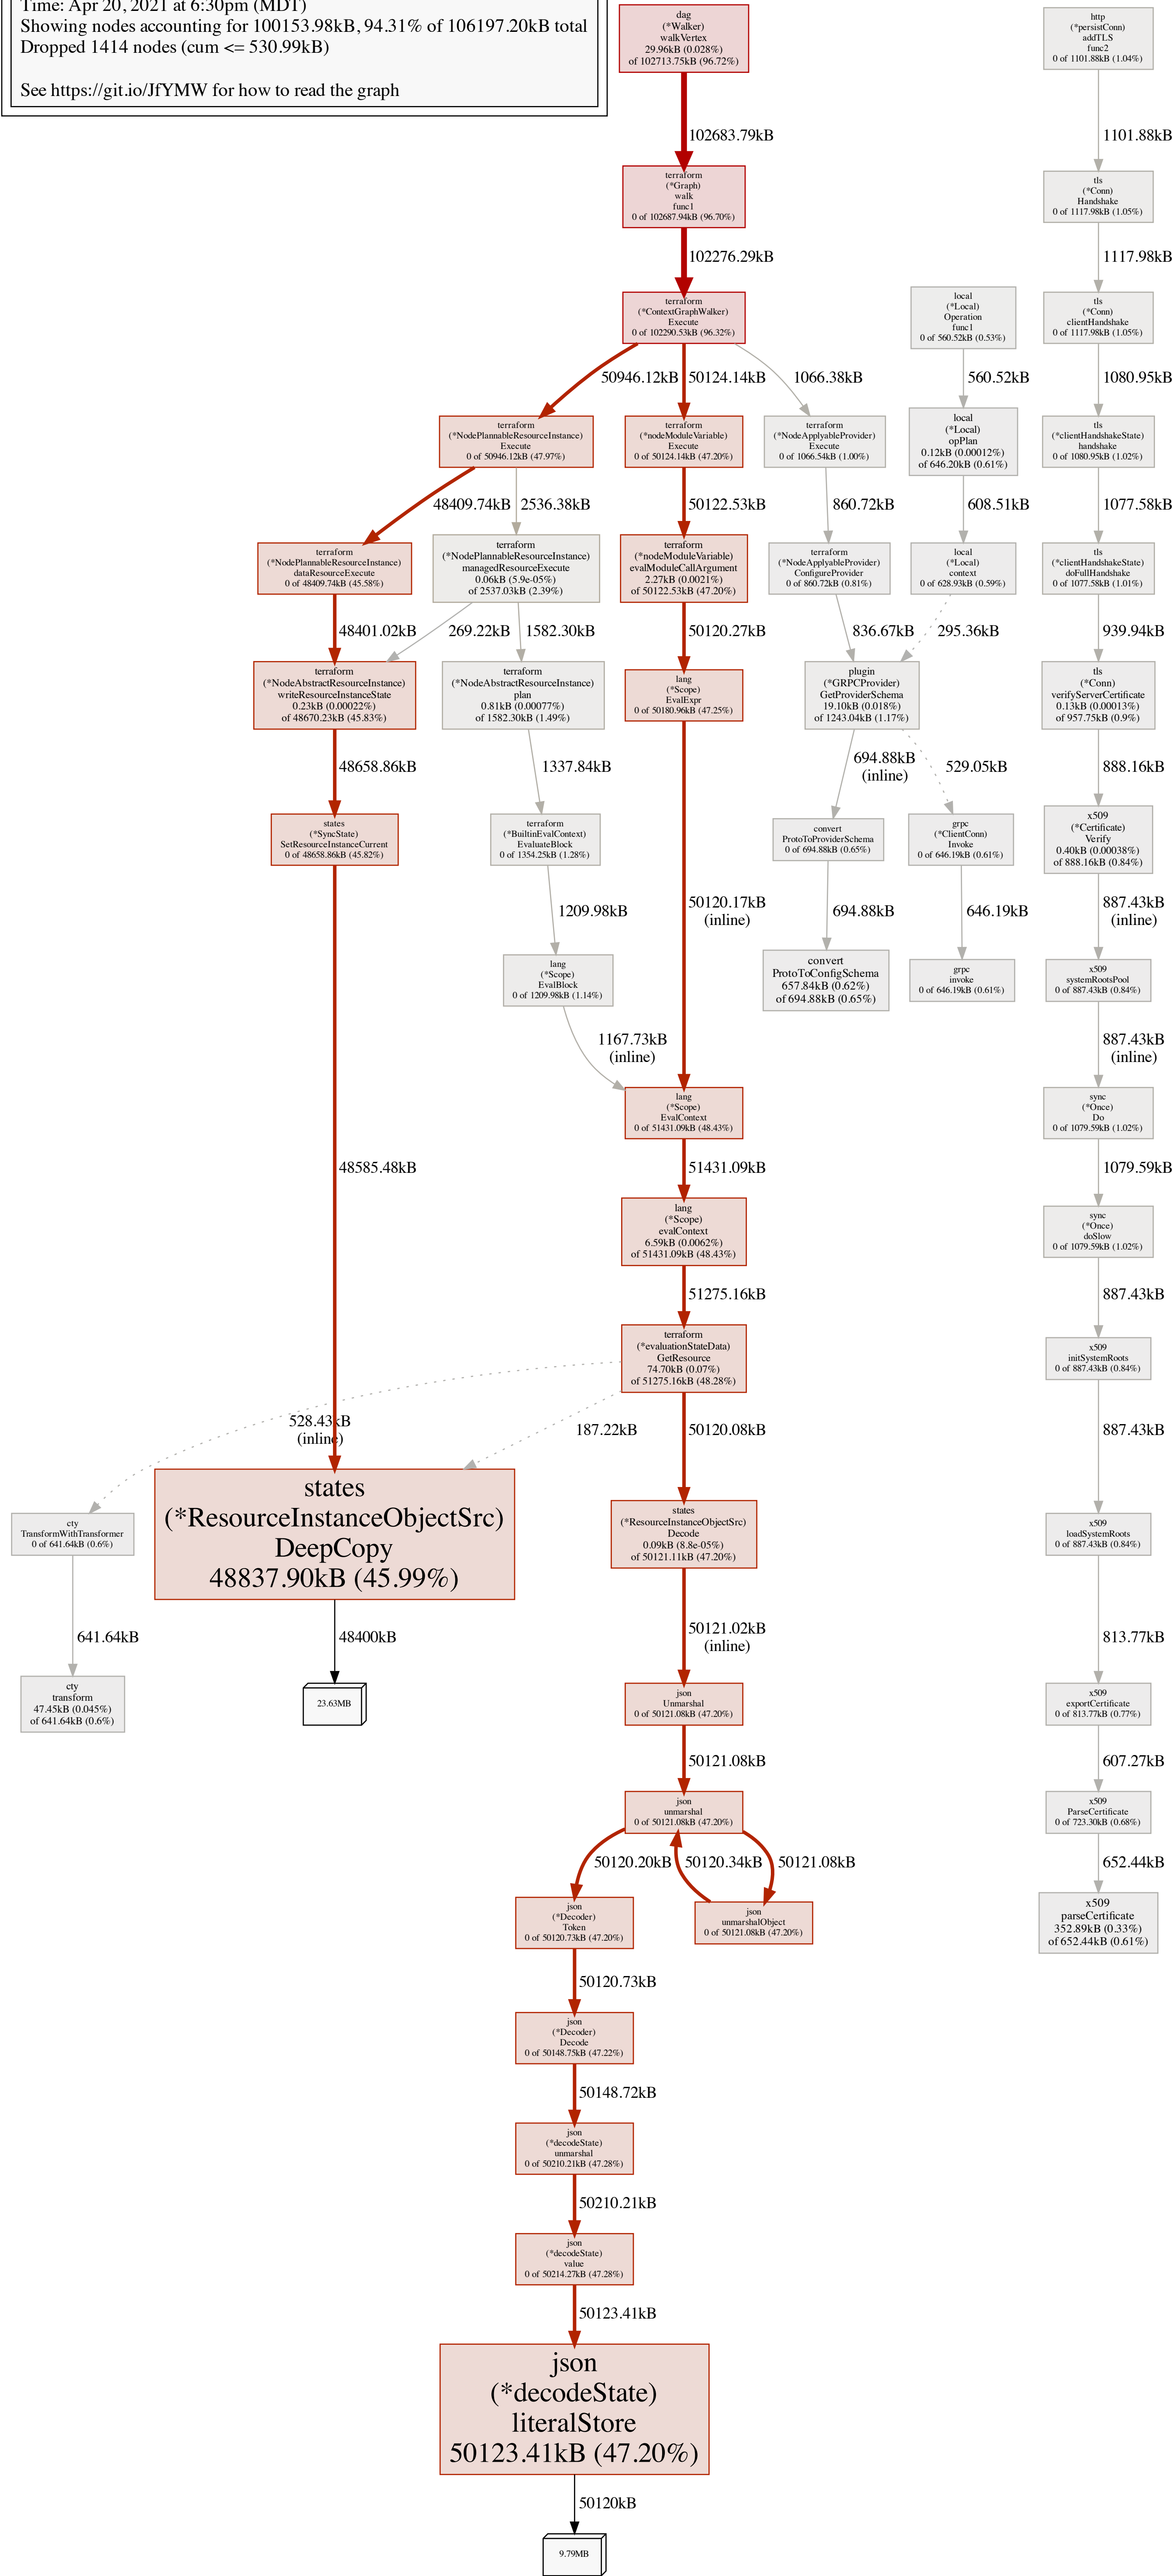 Time: Apr 20, 2021 at 6:30pm (MDT)
Showing nodes accounting for 100153.98kB, 94.31% of 106197.20kB total
Dropped 1414 nodes (cum <= 530.99kB)
See https://git.io/JfYMW for how to read the graph
dag
(*Walker)
walkVertex
29.96kB (0.028%)
of 102713.75kB (96.72%)
http
(*persistConn)
addTLS
func2
0 of 1101.88kB (1.04%)
102683.79kB
1101.88kB
terraform
(*Graph)
walk
func1
0 of 102687.94kB (96.70%)
tls
(*Conn)
Handshake
0 of 1117.98kB (1.05%)
102276.29kB
1117.98kB
terraform
(*ContextGraphWalker)
Execute
0 of 102290.53kB (96.32%)
local
(*Local)
Operation
func1
0 of 560.52kB (0.53%)
tls
(*Conn)
clientHandshake
0 of 1117.98kB (1.05%)
50946.12kB
50124.14kB
1066.38kB
560.52kB
1080.95kB
terraform
(*NodePlannableResourceInstance)
Execute
0 of 50946.12kB (47.97%)
terraform
(*nodeModuleVariable)
Execute
0 of 50124.14kB (47.20%)
terraform
(*NodeApplyableProvider)
Execute
0 of 1066.54kB (1.00%)
local
(*Local)
opPlan
0.12kB (0.00012%)
of 646.20kB (0.61%)
tls
(*clientHandshakeState)
handshake
0 of 1080.95kB (1.02%)
48409.74kB
2536.38kB
50122.53kB
860.72kB
608.51kB
1077.58kB
terraform
(*NodePlannableResourceInstance)
dataResourceExecute
0 of 48409.74kB (45.58%)
terraform
(*NodePlannableResourceInstance)
managedResourceExecute
0.06kB (5.9e-05%)
of 2537.03kB (2.39%)
terraform
(*nodeModuleVariable)
evalModuleCallArgument
2.27kB (0.0021%)
of 50122.53kB (47.20%)
terraform
(*NodeApplyableProvider)
ConfigureProvider
0 of 860.72kB (0.81%)
local
(*Local)
context
0 of 628.93kB (0.59%)
tls
(*clientHandshakeState)
doFullHandshake
0 of 1077.58kB (1.01%)
48401.02kB
269.22kB
1582.30kB
50120.27kB
836.67kB
295.36kB
939.94kB
terraform
(*NodeAbstractResourceInstance)
writeResourceInstanceState
0.23kB (0.00022%)
of 48670.23kB (45.83%)
terraform
(*NodeAbstractResourceInstance)
plan
0.81kB (0.00077%)
of 1582.30kB (1.49%)
lang
(*Scope)
EvalExpr
0 of 50180.96kB (47.25%)
plugin
(*GRPCProvider)
GetProviderSchema
19.10kB (0.018%)
of 1243.04kB (1.17%)
tls
(*Conn)
verifyServerCertificate
0.13kB (0.00013%)
of 957.75kB (0.9%)
48658.86kB
1337.84kB
694.88kB
(inline)
529.05kB
888.16kB
states
(*SyncState)
SetResourceInstanceCurrent
0 of 48658.86kB (45.82%)
terraform
(*BuiltinEvalContext)
EvaluateBlock
0 of 1354.25kB (1.28%)
convert
ProtoToProviderSchema
0 of 694.88kB (0.65%)
grpc
(*ClientConn)
Invoke
0 of 646.19kB (0.61%)
x509
(*Certificate)
Verify
0.40kB (0.00038%)
of 888.16kB (0.84%)
1209.98kB
50120.17kB
(inline)
694.88kB
646.19kB
887.43kB
(inline)
lang
(*Scope)
EvalBlock
0 of 1209.98kB (1.14%)
convert
ProtoToConfigSchema
657.84kB (0.62%)
of 694.88kB (0.65%)
grpc
invoke
0 of 646.19kB (0.61%)
x509
systemRootsPool
0 of 887.43kB (0.84%)
1167.73kB
(inline)
887.43kB
(inline)
lang
(*Scope)
EvalContext
0 of 51431.09kB (48.43%)
sync
(*Once)
Do
0 of 1079.59kB (1.02%)
48585.48kB
51431.09kB
1079.59kB
lang
(*Scope)
evalContext
6.59kB (0.0062%)
of 51431.09kB (48.43%)
sync
(*Once)
doSlow
0 of 1079.59kB (1.02%)
51275.16kB
887.43kB
terraform
(*evaluationStateData)
GetResource
74.70kB (0.07%)
of 51275.16kB (48.28%)
x509
initSystemRoots
0 of 887.43kB (0.84%)
528.43kB
(inline)
187.22kB
50120.08kB
887.43kB
cty
TransformWithTransformer
0 of 641.64kB (0.6%)
states
(*ResourceInstanceObjectSrc)
DeepCopy
48837.90kB (45.99%)
states
(*ResourceInstanceObjectSrc)
Decode
0.09kB (8.8e-05%)
of 50121.11kB (47.20%)
x509
loadSystemRoots
0 of 887.43kB (0.84%)
641.64kB
48400kB
50121.02kB
(inline)
813.77kB
cty
transform
47.45kB (0.045%)
of 641.64kB (0.6%)
23.63MB
json
Unmarshal
0 of 50121.08kB (47.20%)
x509
exportCertificate
0 of 813.77kB (0.77%)
50121.08kB
607.27kB
json
unmarshal
0 of 50121.08kB (47.20%)
x509
ParseCertificate
0 of 723.30kB (0.68%)
50120.20kB
50120.34kB
50121.08kB
652.44kB
json
(*Decoder)
Token
0 of 50120.73kB (47.20%)
json
unmarshalObject
0 of 50121.08kB (47.20%)
x509
parseCertificate
352.89kB (0.33%)
of 652.44kB (0.61%)
50120.73kB
json
(*Decoder)
Decode
0 of 50148.75kB (47.22%)
50148.72kB
json
(*decodeState)
unmarshal
0 of 50210.21kB (47.28%)
50210.21kB
json
(*decodeState)
value
0 of 50214.27kB (47.28%)
50123.41kB
json
(*decodeState)
literalStore
50123.41kB (47.20%)
50120kB
9.79MB